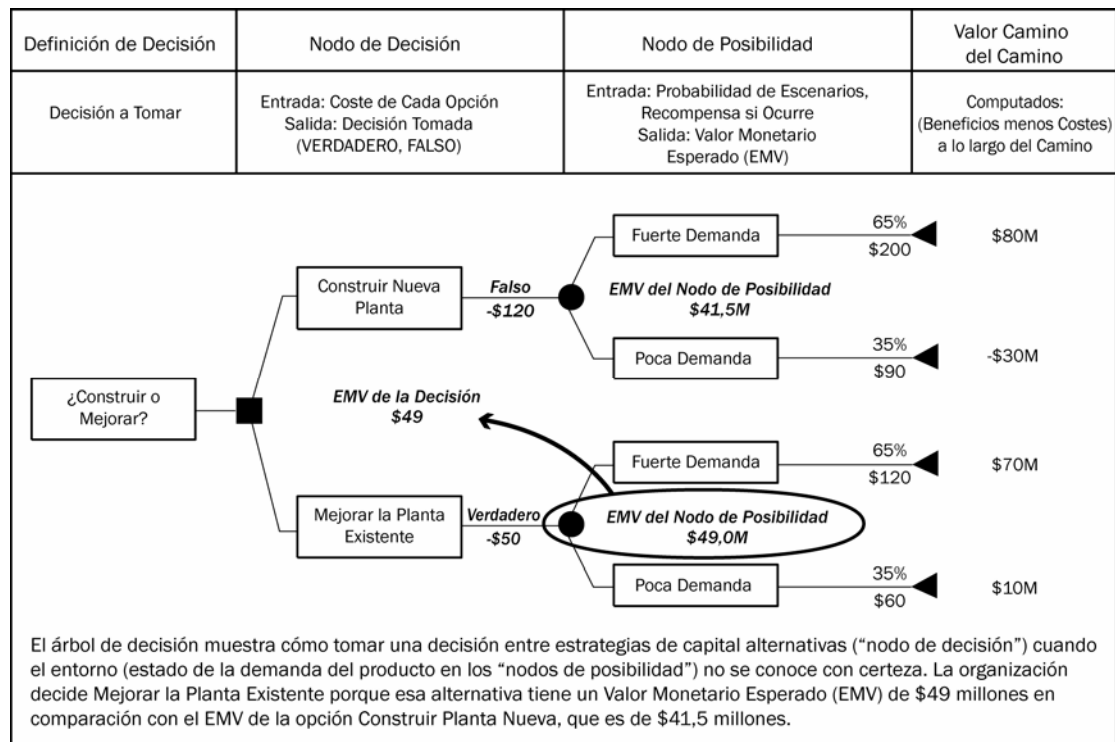 Definición de Decisión
Nodo de Decisión
Nodo de Posibilidad
Valor Camino
del Camino
Decisión a Tomar
Entrada: Coste de Cada Opción
Salida: Decisión Tomada
(VERDADERO, FALSO)
Entrada: Probabilidad de Escenarios,
Recompensa si Ocurre
Salida: Valor Monetario
Esperado (EMV)
Computados:
(Beneficios menos Costes)
a lo largo del Camino
¿Construir o
Mejorar?
Construir Nueva
Planta
Falso
-$120
Fuerte Demanda
65%
$200
$80M
EMV del Nodo de Posibilidad
$41,5M
Poca Demanda
35%
$90
-$30M
EMV de la Decisión
$49
Mejorar la Planta
Existente
Verdadero
-$50
Fuerte Demanda
65%
$120
$70M
EMV del Nodo de Posibilidad
$49,0M
Poca Demanda
35%
$60
$10M
El árbol de decisión muestra cómo tomar una decisión entre estrategias de capital alternativas (“nodo de decisión”) cuando
el entorno (estado de la demanda del producto en los “nodos de posibilidad”) no se conoce con certeza. La organización
decide Mejorar la Planta Existente porque esa alternativa tiene un Valor Monetario Esperado (EMV) de $49 millones en
comparación con el EMV de la opción Construir Planta Nueva, que es de $41,5 millones.